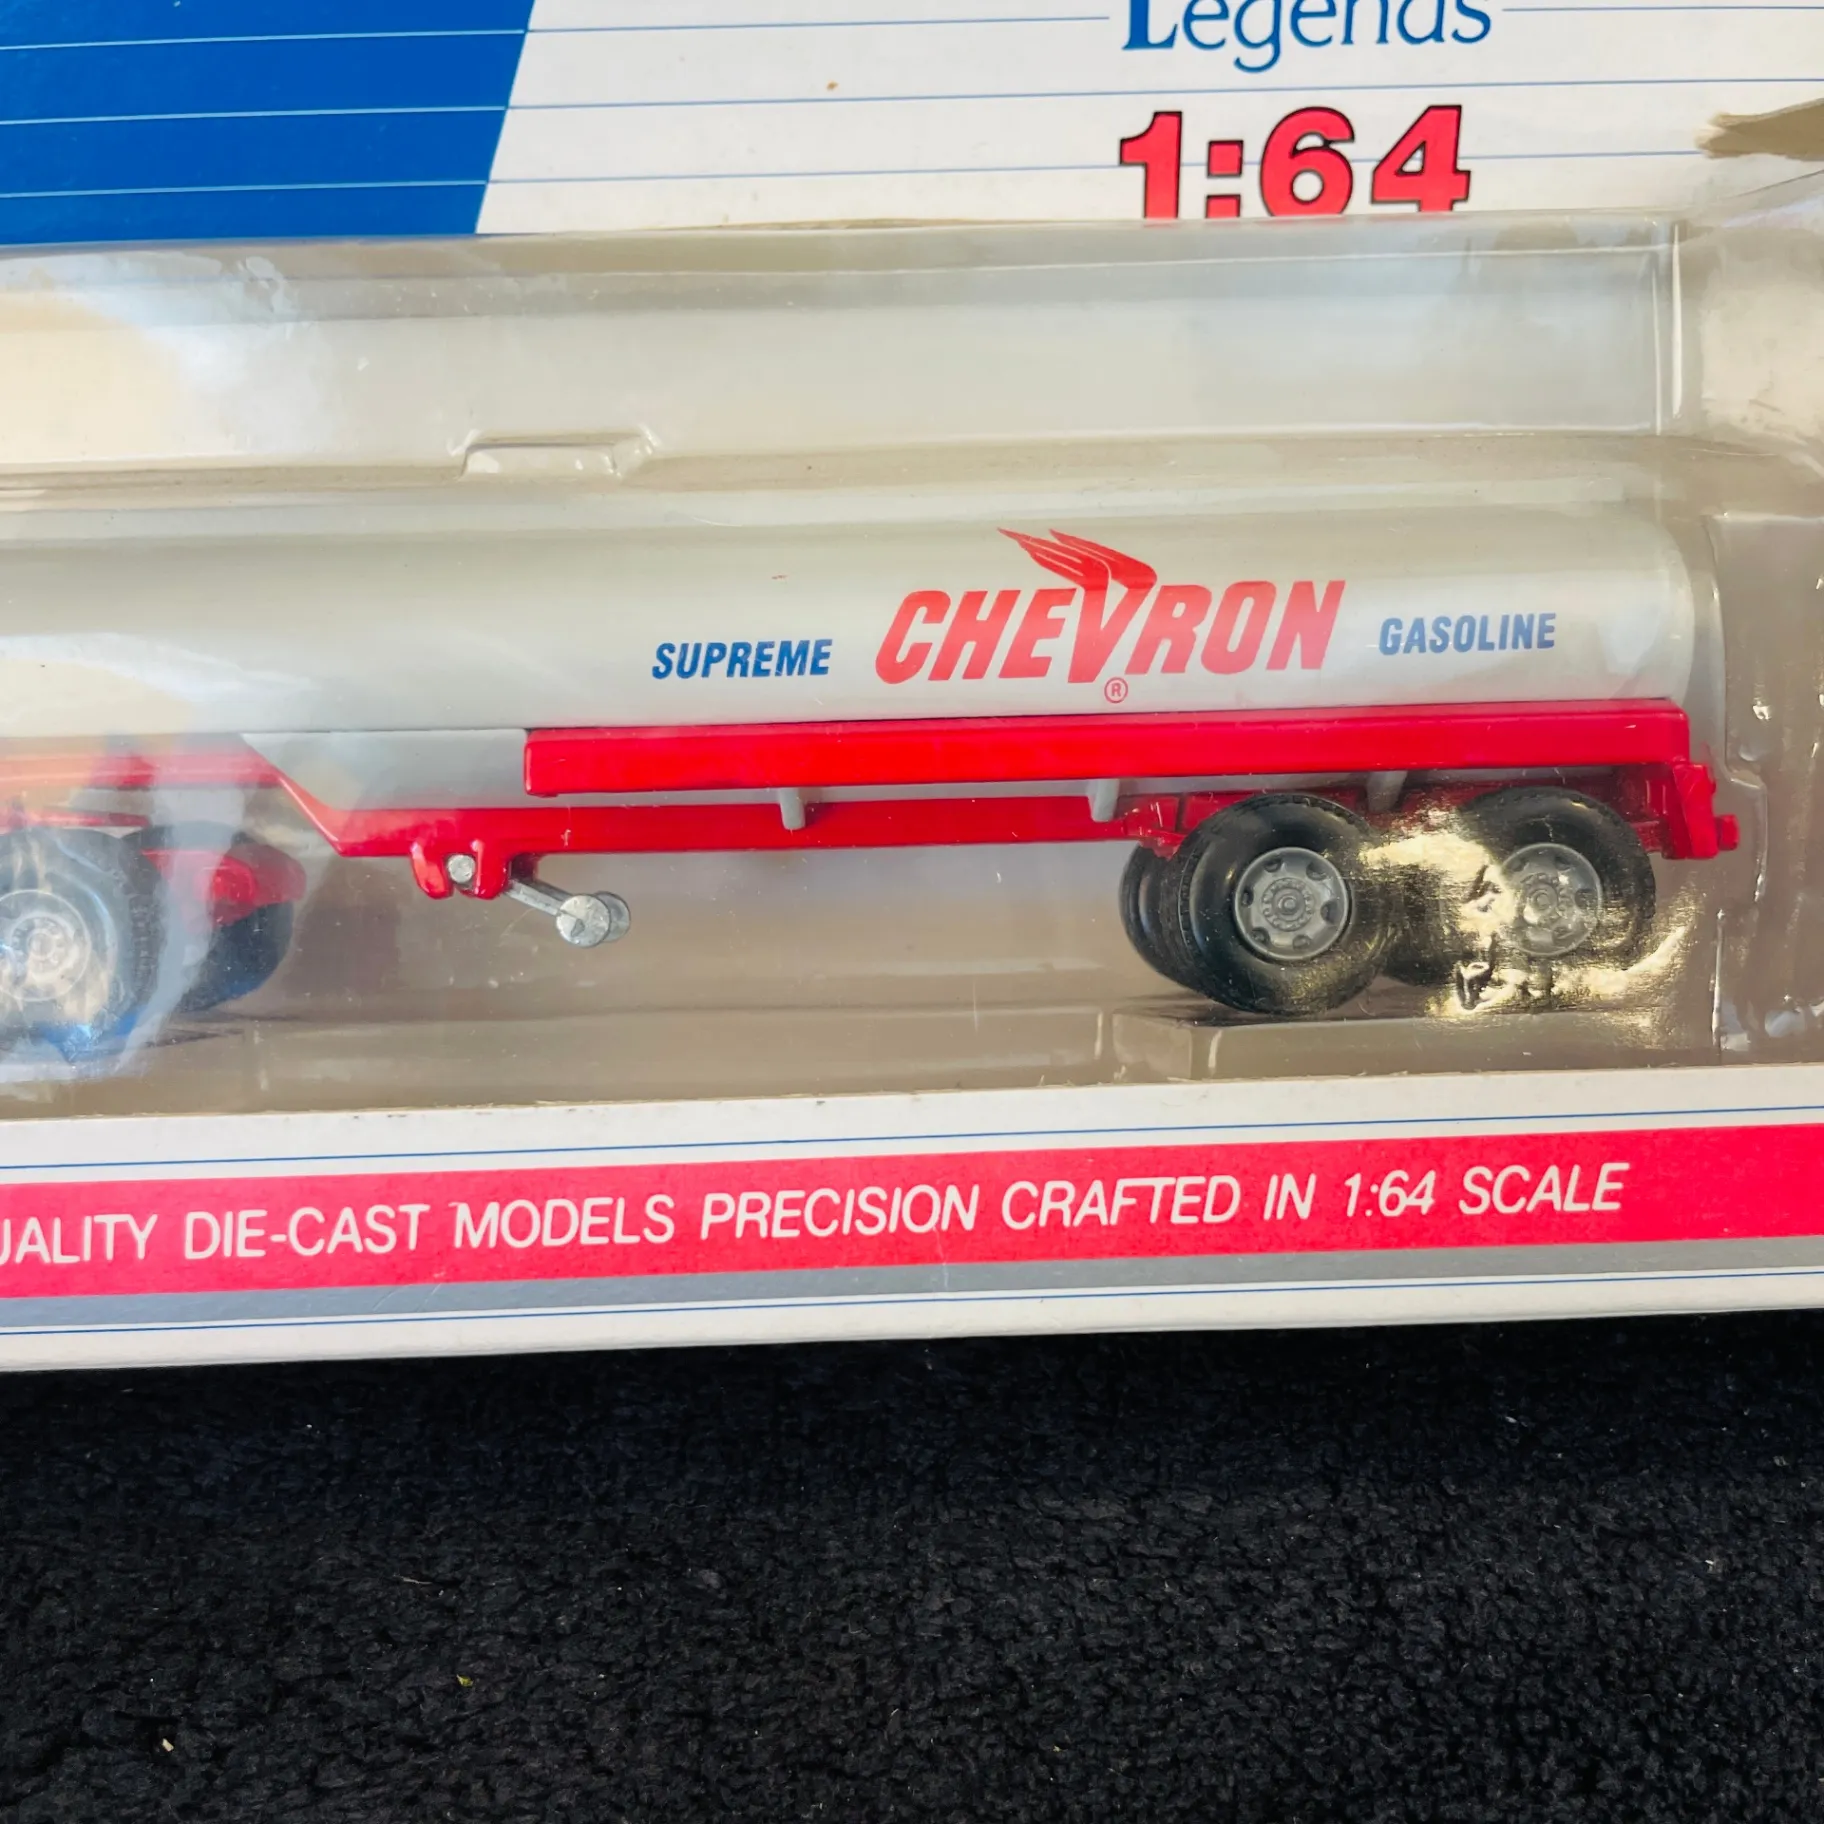 Legends
1:64
SUPREME CHEVRON GASOLINE
®
UALITY DIE-CAST MODELS PRECISION CRAFTED IN 1:64 SCALE